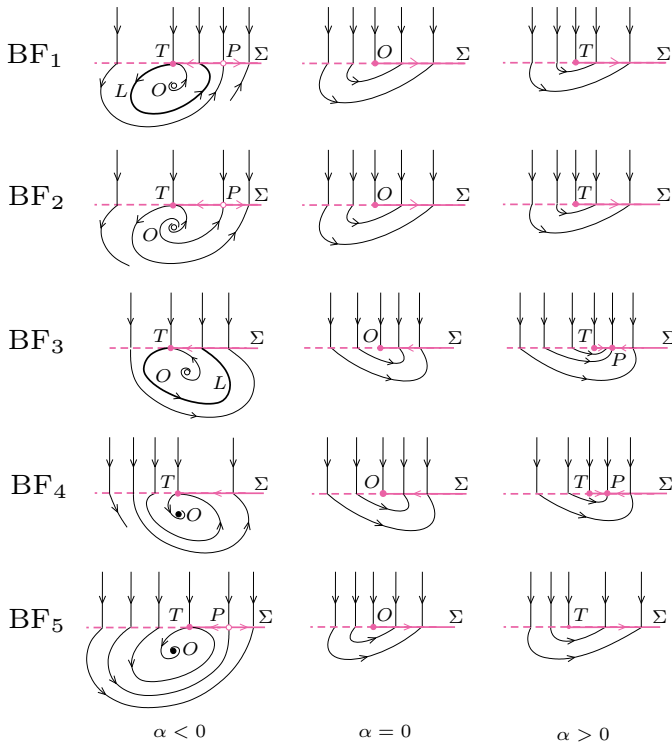 BF₁ T P Σ L O O Σ T Σ
BF₂ T P Σ O O Σ T Σ
BF₃ T Σ O L O Σ T P Σ
BF₄ T Σ O O Σ T P Σ
BF₅ T P Σ O O Σ T Σ
α < 0 α = 0 α > 0